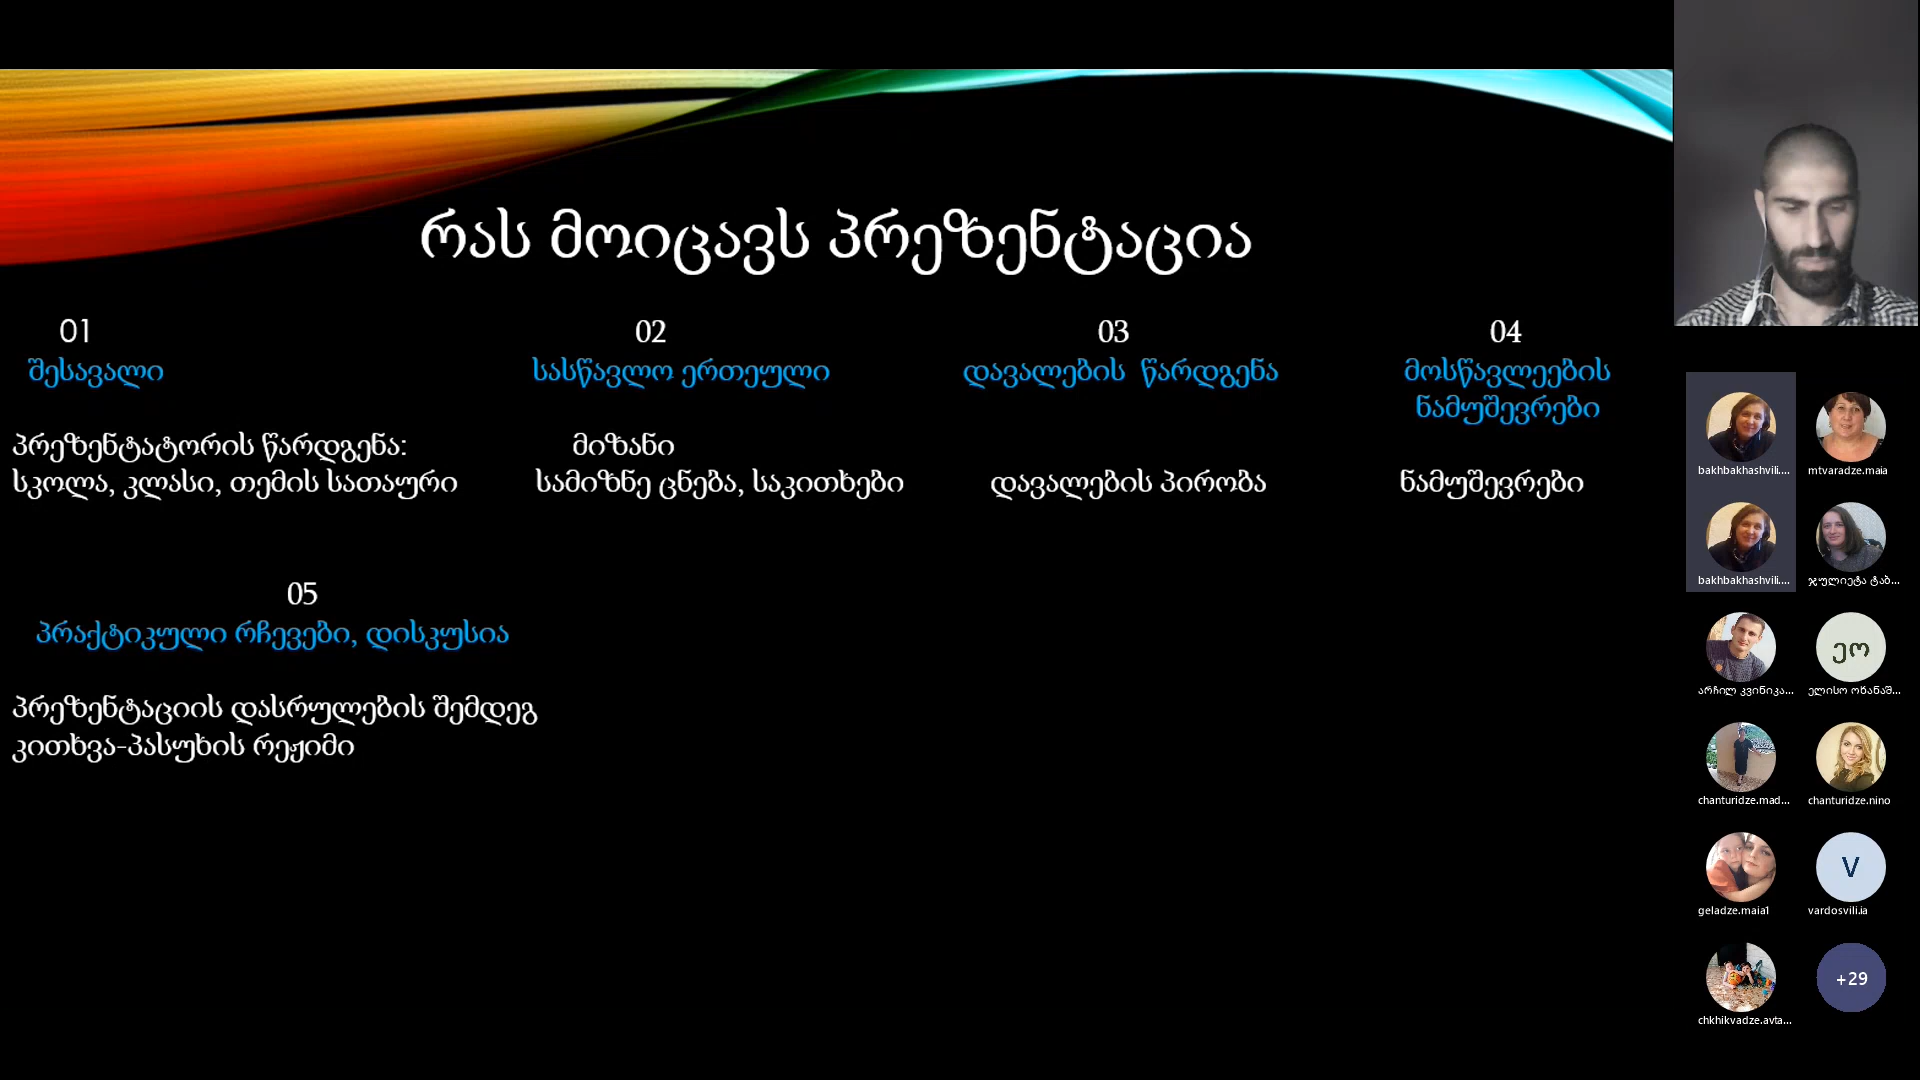 რას მოიცავს პრეზენტაცია
01
შესავალი
პრეზენტატორის წარდგენა:
სკოლა, კლასი, თემის სათაური
02
სასწავლო ერთეული
მიზანი
სამიზნე ცნება, საკითხები
03
დავალების წარდგენა
დავალების პირობა
04
მოსწავლეების
ნამუშევრები
ნამუშევრები
05
პრაქტიკული რჩევები, დისკუსია
პრეზენტაციის დასრულების შემდეგ
კითხვა-პასუხის რეჟიმი
bakhbakhashvili....
mtvaradze.maia
bakhbakhashvili....
ჯულიეტა ტაბ...
არჩილ კვინიკა...
ეო
ელისო ოხანაშ...
chanturidze.mad...
chanturidze.nino
geladze.maia1
V
vardosvili.ia
chkhikvadze.avta...
+29